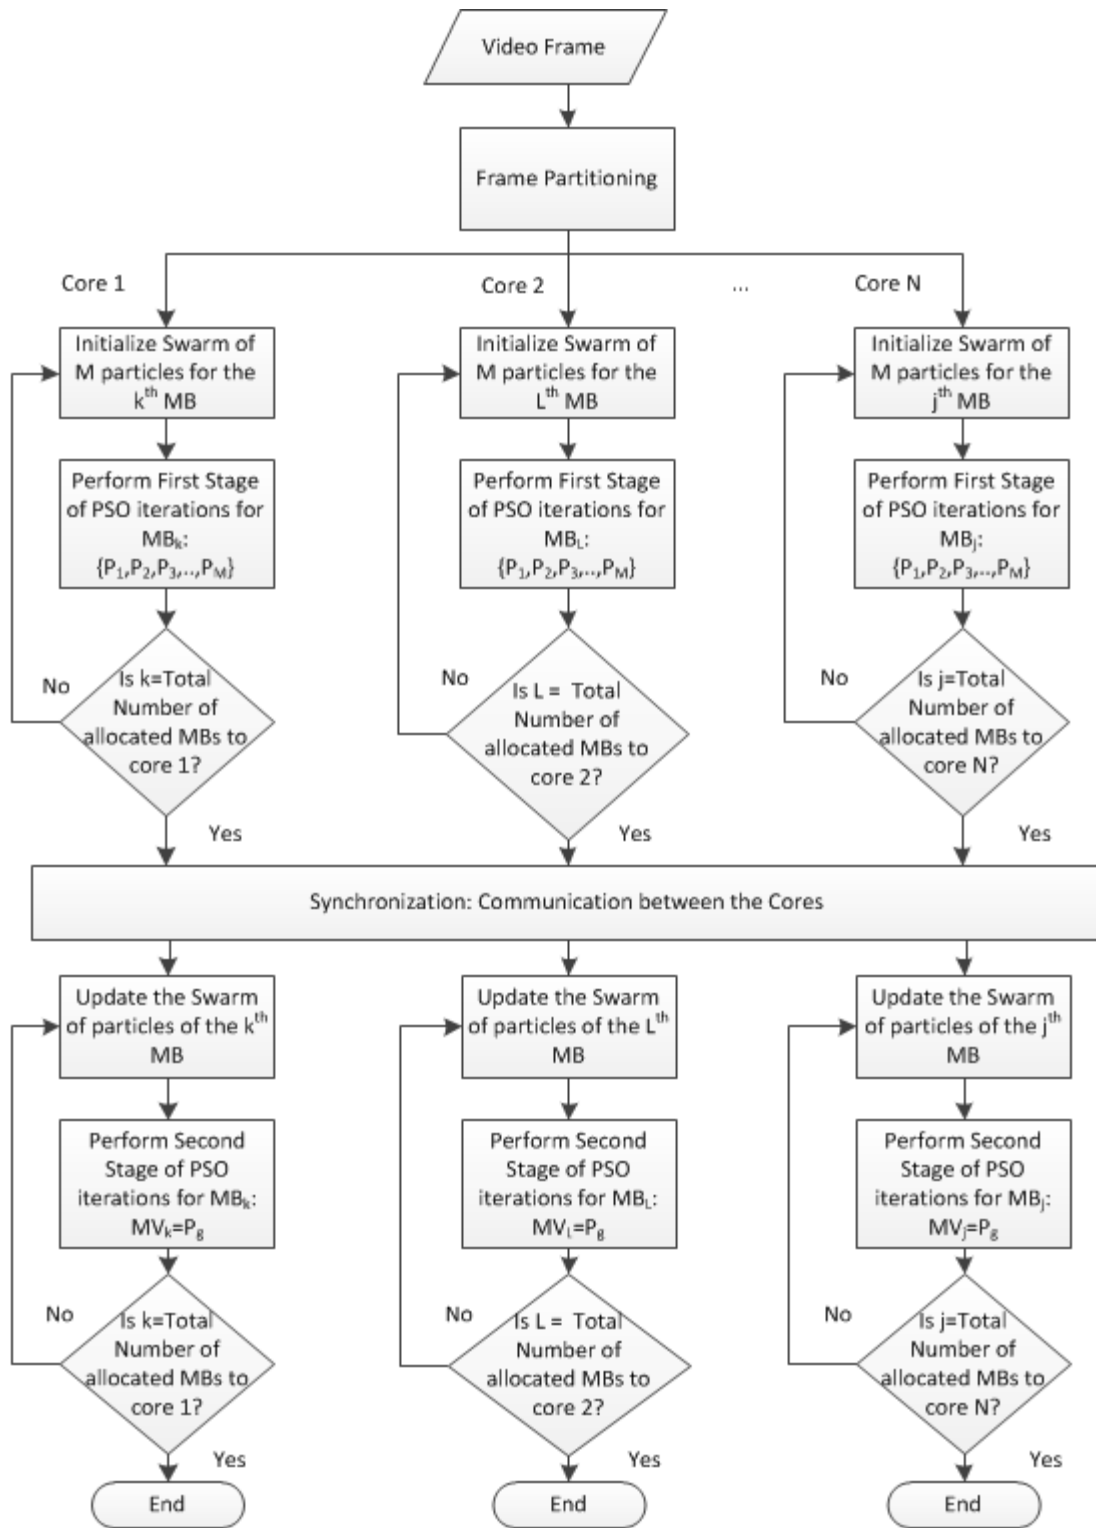 Video Frame
Frame Partitioning
Core 1
Core 2
...
Core N
Initialize Swarm of
M particles for the
kth MB
Initialize Swarm of
M particles for the
Lth MB
Initialize Swarm of
M particles for the
jth MB
Perform First Stage
of PSO iterations for
MBk:
{P1,P2,P3,..,PM}
Perform First Stage
of PSO iterations for
MBL:
{P1,P2,P3,..,PM}
Perform First Stage
of PSO iterations for
MBj:
{P1,P2,P3,..,PM}
No
Is k=Total
Number of
allocated MBs to
core 1?
Yes
No
Is L = Total
Number of
allocated MBs to
core 2?
Yes
No
Is j=Total
Number of
allocated MBs to
core N?
Yes
Synchronization: Communication between the Cores
Update the Swarm
of particles of the kth
MB
Update the Swarm
of particles of the Lth
MB
Update the Swarm
of particles of the jth
MB
Perform Second
Stage of PSO
iterations for MBk:
MVk=Pg
Perform Second
Stage of PSO
iterations for MBL:
MVL=Pg
Perform Second
Stage of PSO
iterations for MBj:
MVj=Pg
No
Is k=Total
Number of
allocated MBs to
core 1?
Yes
No
Is L = Total
Number of
allocated MBs to
core 2?
Yes
No
Is j=Total
Number of
allocated MBs to
core N?
Yes
End
End
End